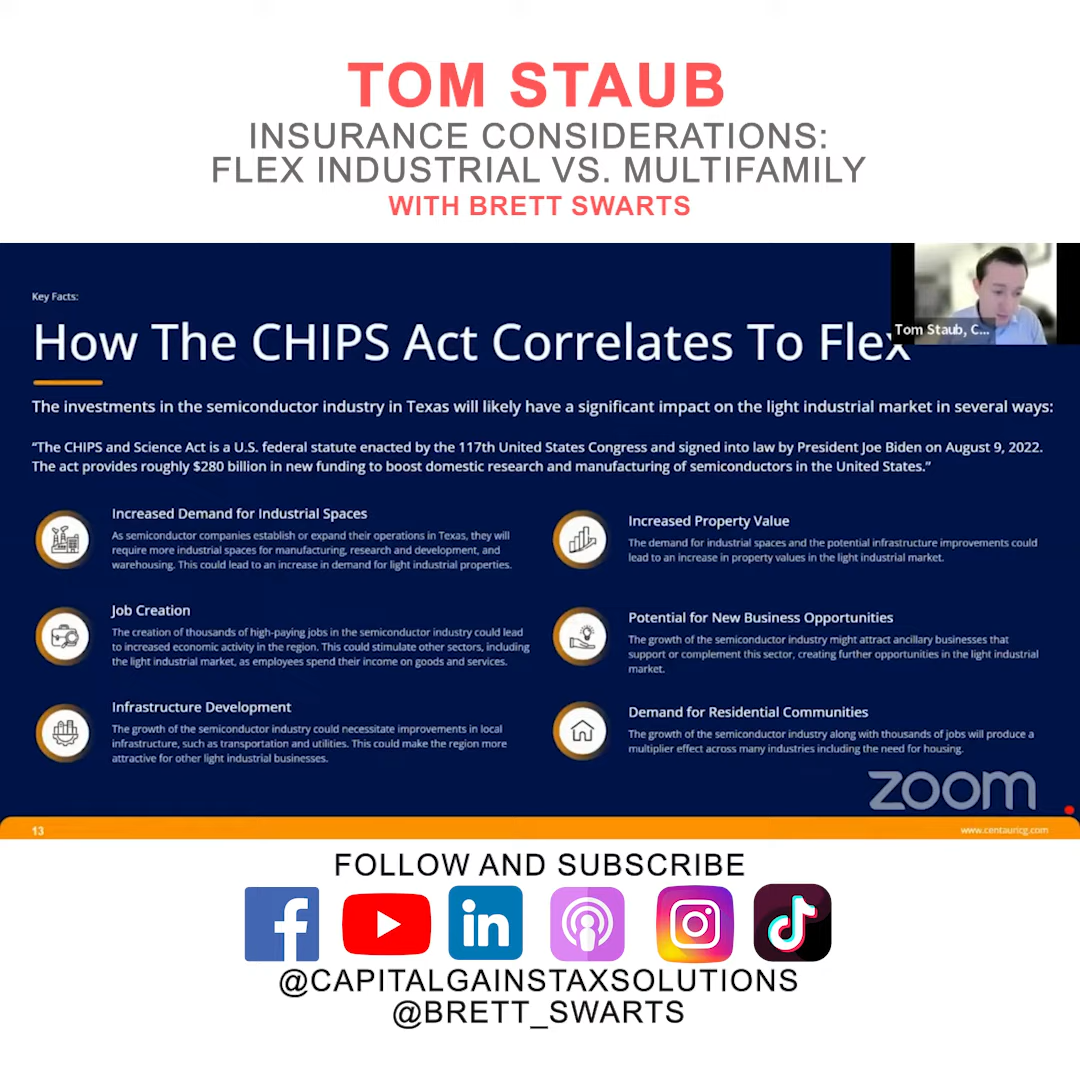 TOM STAUB
INSURANCE CONSIDERATIONS:
FLEX INDUSTRIAL VS. MULTIFAMILY
WITH BRETT SWARTS
Key Facts:
How The CHIPS Act Correlates To Flex
Tom Staub, C...
The investments in the semiconductor industry in Texas will likely have a significant impact on the light industrial market in several ways:
“The CHIPS and Science Act is a U.S. federal statute enacted by the 117th United States Congress and signed into law by President Joe Biden on August 9, 2022.
The act provides roughly $280 billion in new funding to boost domestic research and manufacturing of semiconductors in the United States.”
Increased Demand for Industrial Spaces
As semiconductor companies establish or expand their operations in Texas, they will
require more industrial spaces for manufacturing, research and development, and
warehousing. This could lead to an increase in demand for light industrial properties.
Job Creation
The creation of thousands of high-paying jobs in the semiconductor industry could lead
to increased economic activity in the region. This could stimulate other sectors, including
the light industrial market, as employees spend their income on goods and services.
Infrastructure Development
The growth of the semiconductor industry could necessitate improvements in local
infrastructure, such as transportation and utilities. This could make the region more
attractive for other light industrial businesses.
Increased Property Value
The demand for industrial spaces and the potential infrastructure improvements could
lead to an increase in property values in the light industrial market.
Potential for New Business Opportunities
The growth of the semiconductor industry might attract ancillary businesses that
support or complement this sector, creating further opportunities in the light industrial
market.
Demand for Residential Communities
The growth of the semiconductor industry along with thousands of jobs will produce a
multiplier effect across many industries including the need for housing.
zoom
13
www.centauricg.com
FOLLOW AND SUBSCRIBE
f
in
@CAPITALGAINSTAXSOLUTIONS
@BRETT_SWARTS